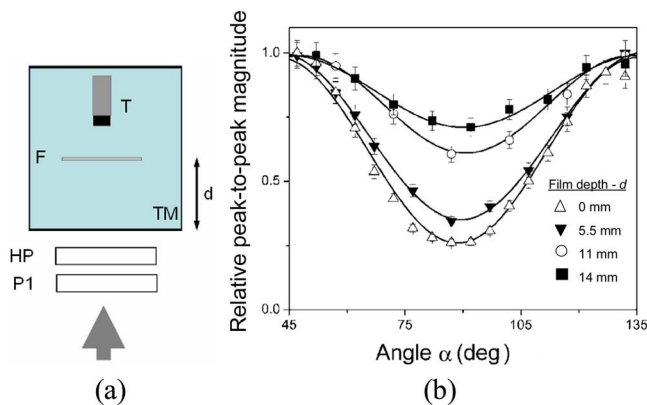 T
F
d
TM
HP
P1
(a)
Relative peak-to-peak magnitude
1.0
0.5
0.0
Film depth - d
0 mm
5.5 mm
11 mm
14 mm
45
75
105
135
Angle α (deg)
(b)